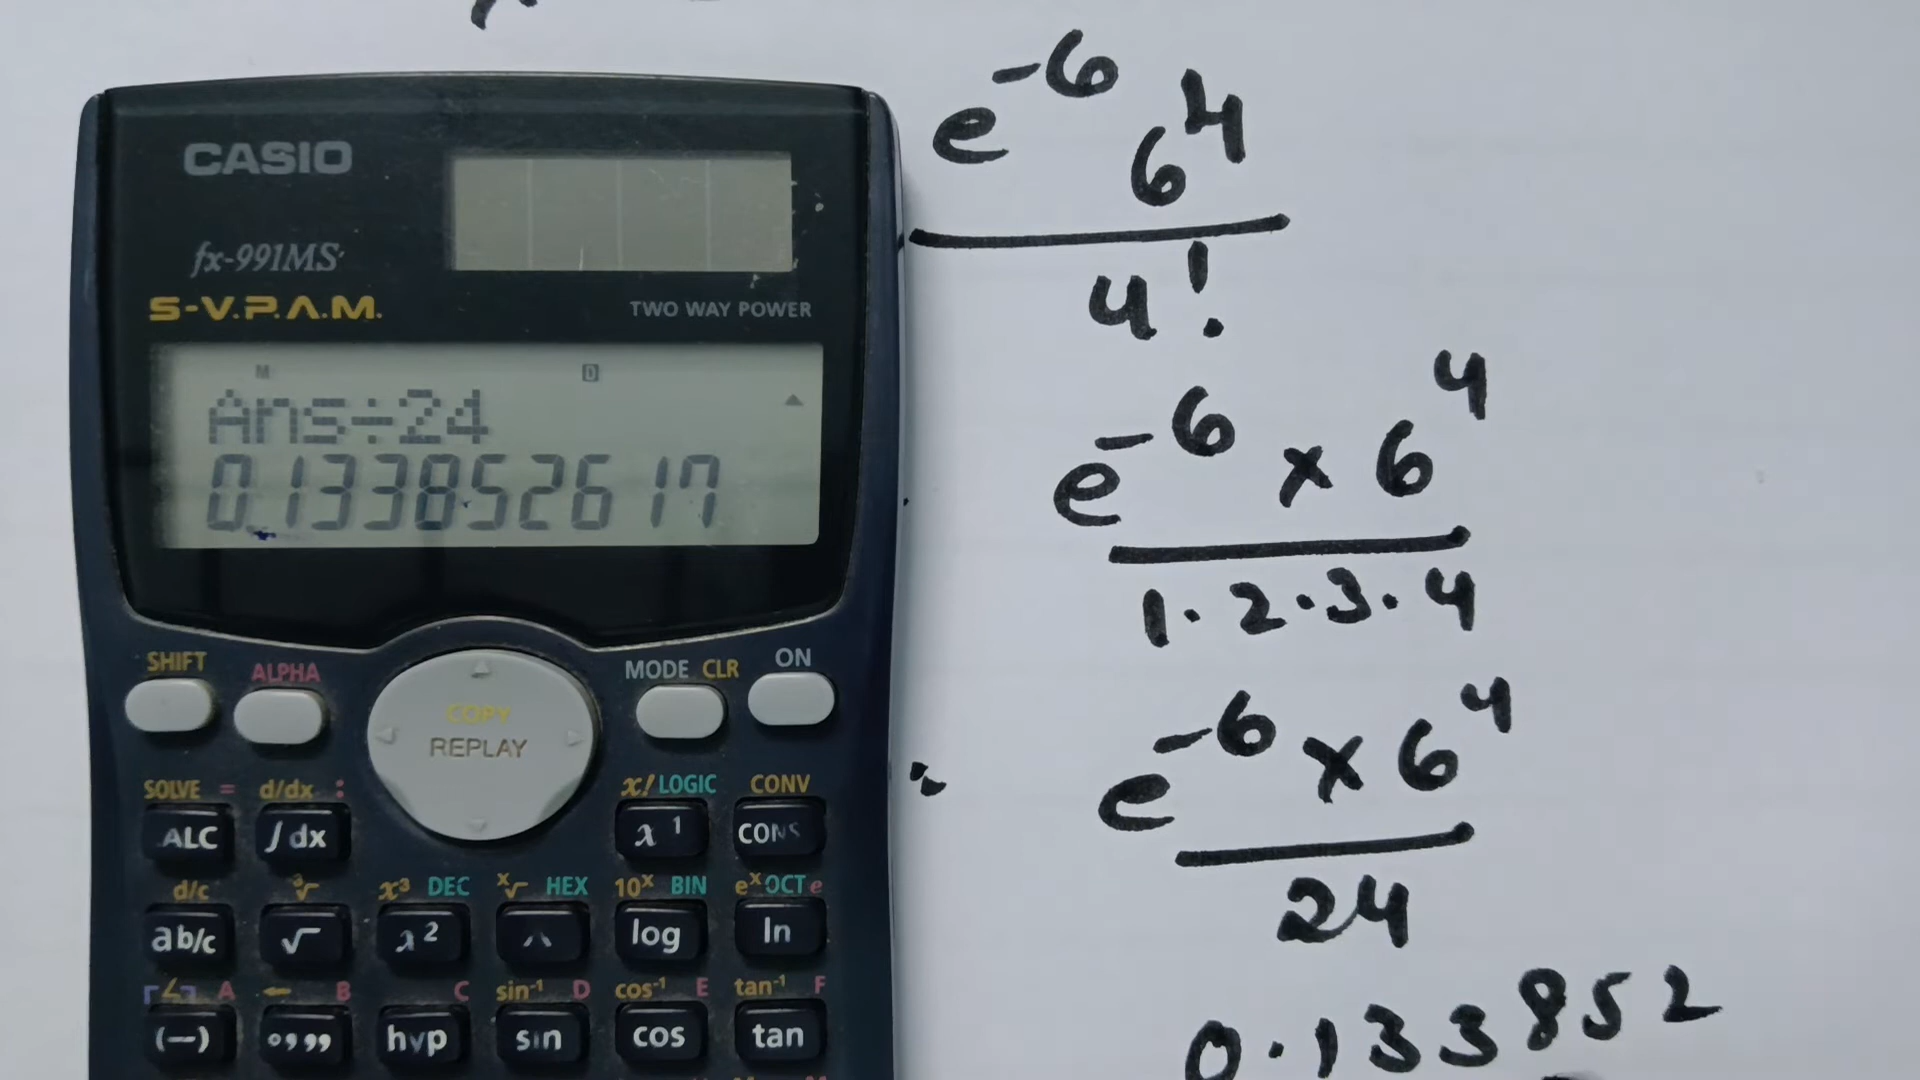 CASIO
fx-991MS
S-V.P.A.M.
TWO WAY POWER
M D
Ans÷24
0.133852617
SHIFT ALPHA MODE CLR ON
COPY
REPLAY
SOLVE = d/dx : x! LOGIC CONV
∫dx
d/c ³√ x³ DEC ˣ√ HEX 10ˣ BIN eˣ OCT e
ab/c √ x² ^ log ln
A ← B C sin⁻¹ D cos⁻¹ E tan⁻¹ F
(−) °,,, hyp sin cos tan
e⁻⁶ 6⁴
4!
e⁻⁶ × 6⁴
1·2·3·4
e⁻⁶ × 6⁴
24
0.133852